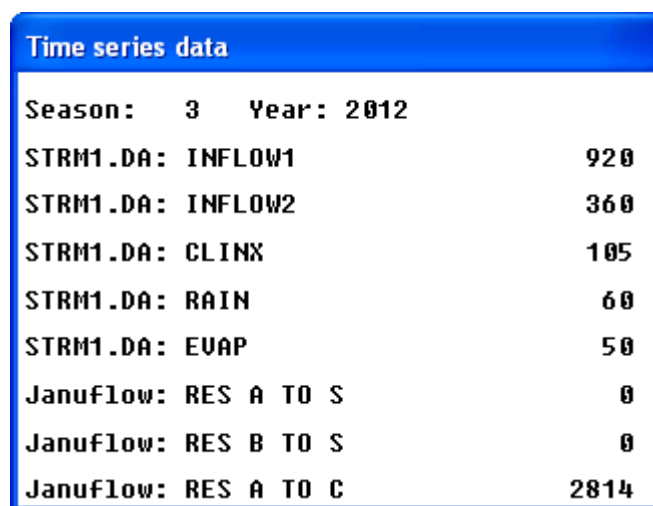 Time series data
Season: 3 Year: 2012
STRM1.DA: INFLOW1 920
STRM1.DA: INFLOW2 360
STRM1.DA: CLINX 105
STRM1.DA: RAIN 60
STRM1.DA: EVAP 50
Januflow: RES A TO S 0
Januflow: RES B TO S 0
Januflow: RES A TO C 2814